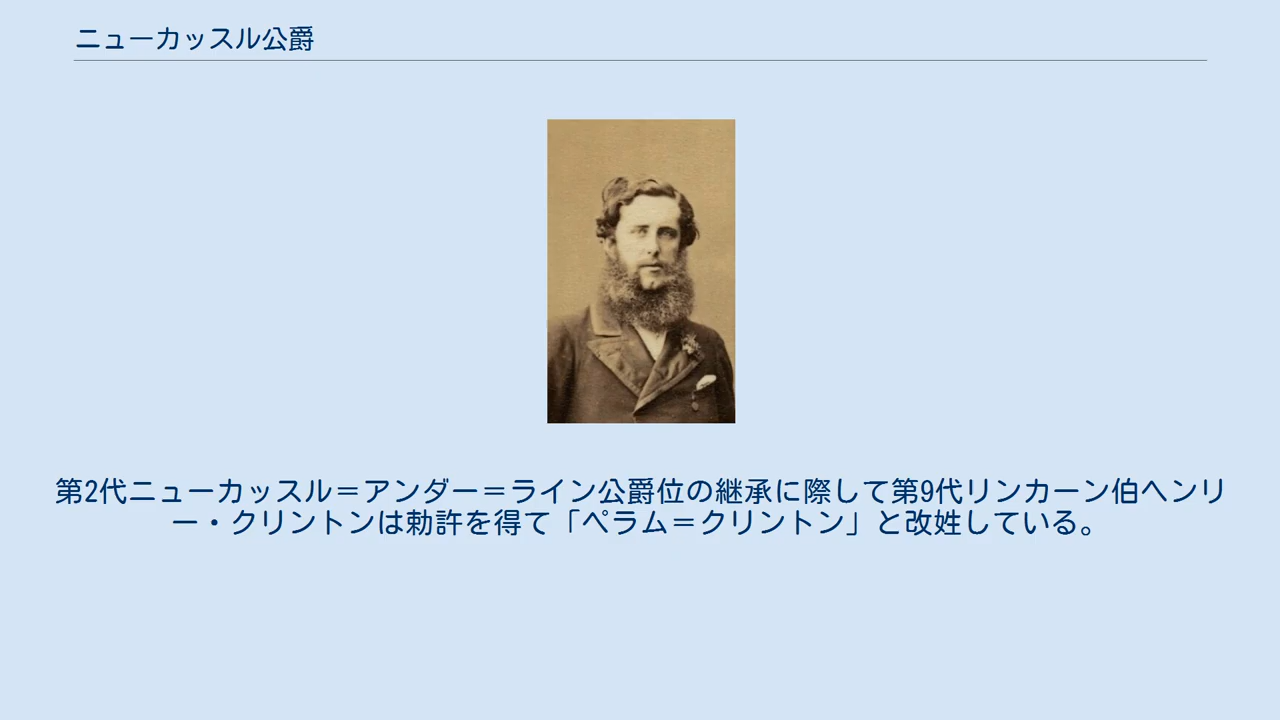 ニューカッスル公爵
第2代ニューカッスル＝アンダー＝ライン公爵位の継承に際して第9代リンカーン伯ヘンリ
ー・クリントンは勅許を得て「ペラム＝クリントン」と改姓している。